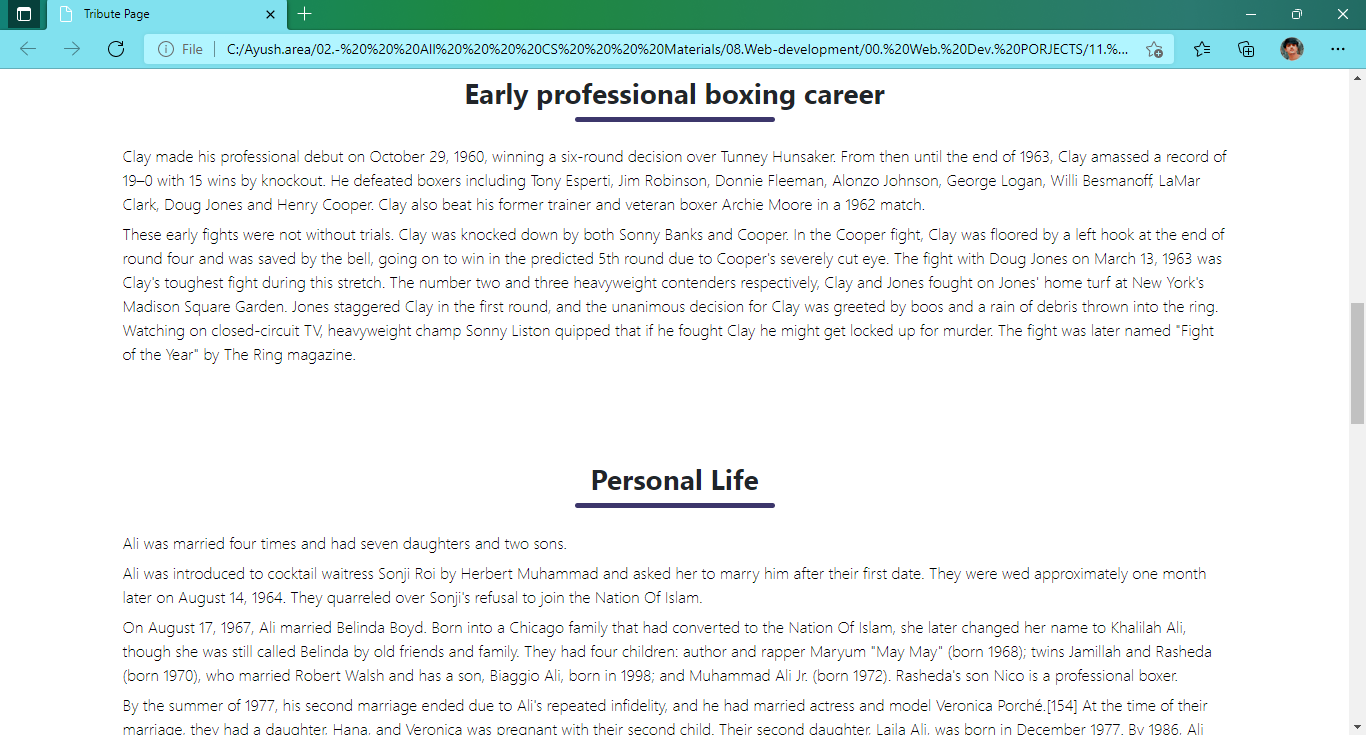 Tribute Page
File
C:/Ayush.area/02.-%20%20%20All%20%20%20%20CS%20%20%20%20Materials/08.Web-development/00.%20Web.%20Dev.%20PORJECTS/11.%...
Early professional boxing career
Clay made his professional debut on October 29, 1960, winning a six-round decision over Tunney Hunsaker. From then until the end of 1963, Clay amassed a record of
19–0 with 15 wins by knockout. He defeated boxers including Tony Esperti, Jim Robinson, Donnie Fleeman, Alonzo Johnson, George Logan, Willi Besmanoff, LaMar
Clark, Doug Jones and Henry Cooper. Clay also beat his former trainer and veteran boxer Archie Moore in a 1962 match.
These early fights were not without trials. Clay was knocked down by both Sonny Banks and Cooper. In the Cooper fight, Clay was floored by a left hook at the end of
round four and was saved by the bell, going on to win in the predicted 5th round due to Cooper's severely cut eye. The fight with Doug Jones on March 13, 1963 was
Clay's toughest fight during this stretch. The number two and three heavyweight contenders respectively, Clay and Jones fought on Jones' home turf at New York's
Madison Square Garden. Jones staggered Clay in the first round, and the unanimous decision for Clay was greeted by boos and a rain of debris thrown into the ring.
Watching on closed-circuit TV, heavyweight champ Sonny Liston quipped that if he fought Clay he might get locked up for murder. The fight was later named "Fight
of the Year" by The Ring magazine.
Personal Life
Ali was married four times and had seven daughters and two sons.
Ali was introduced to cocktail waitress Sonji Roi by Herbert Muhammad and asked her to marry him after their first date. They were wed approximately one month
later on August 14, 1964. They quarreled over Sonji's refusal to join the Nation Of Islam.
On August 17, 1967, Ali married Belinda Boyd. Born into a Chicago family that had converted to the Nation Of Islam, she later changed her name to Khalilah Ali,
though she was still called Belinda by old friends and family. They had four children: author and rapper Maryum "May May" (born 1968); twins Jamillah and Rasheda
(born 1970), who married Robert Walsh and has a son, Biaggio Ali, born in 1998; and Muhammad Ali Jr. (born 1972). Rasheda's son Nico is a professional boxer.
By the summer of 1977, his second marriage ended due to Ali's repeated infidelity, and he had married actress and model Veronica Porché.[154] At the time of their
marriage, they had a daughter, Hana, and Veronica was pregnant with their second child. Their second daughter, Laila Ali, was born in December 1977. By 1986, Ali